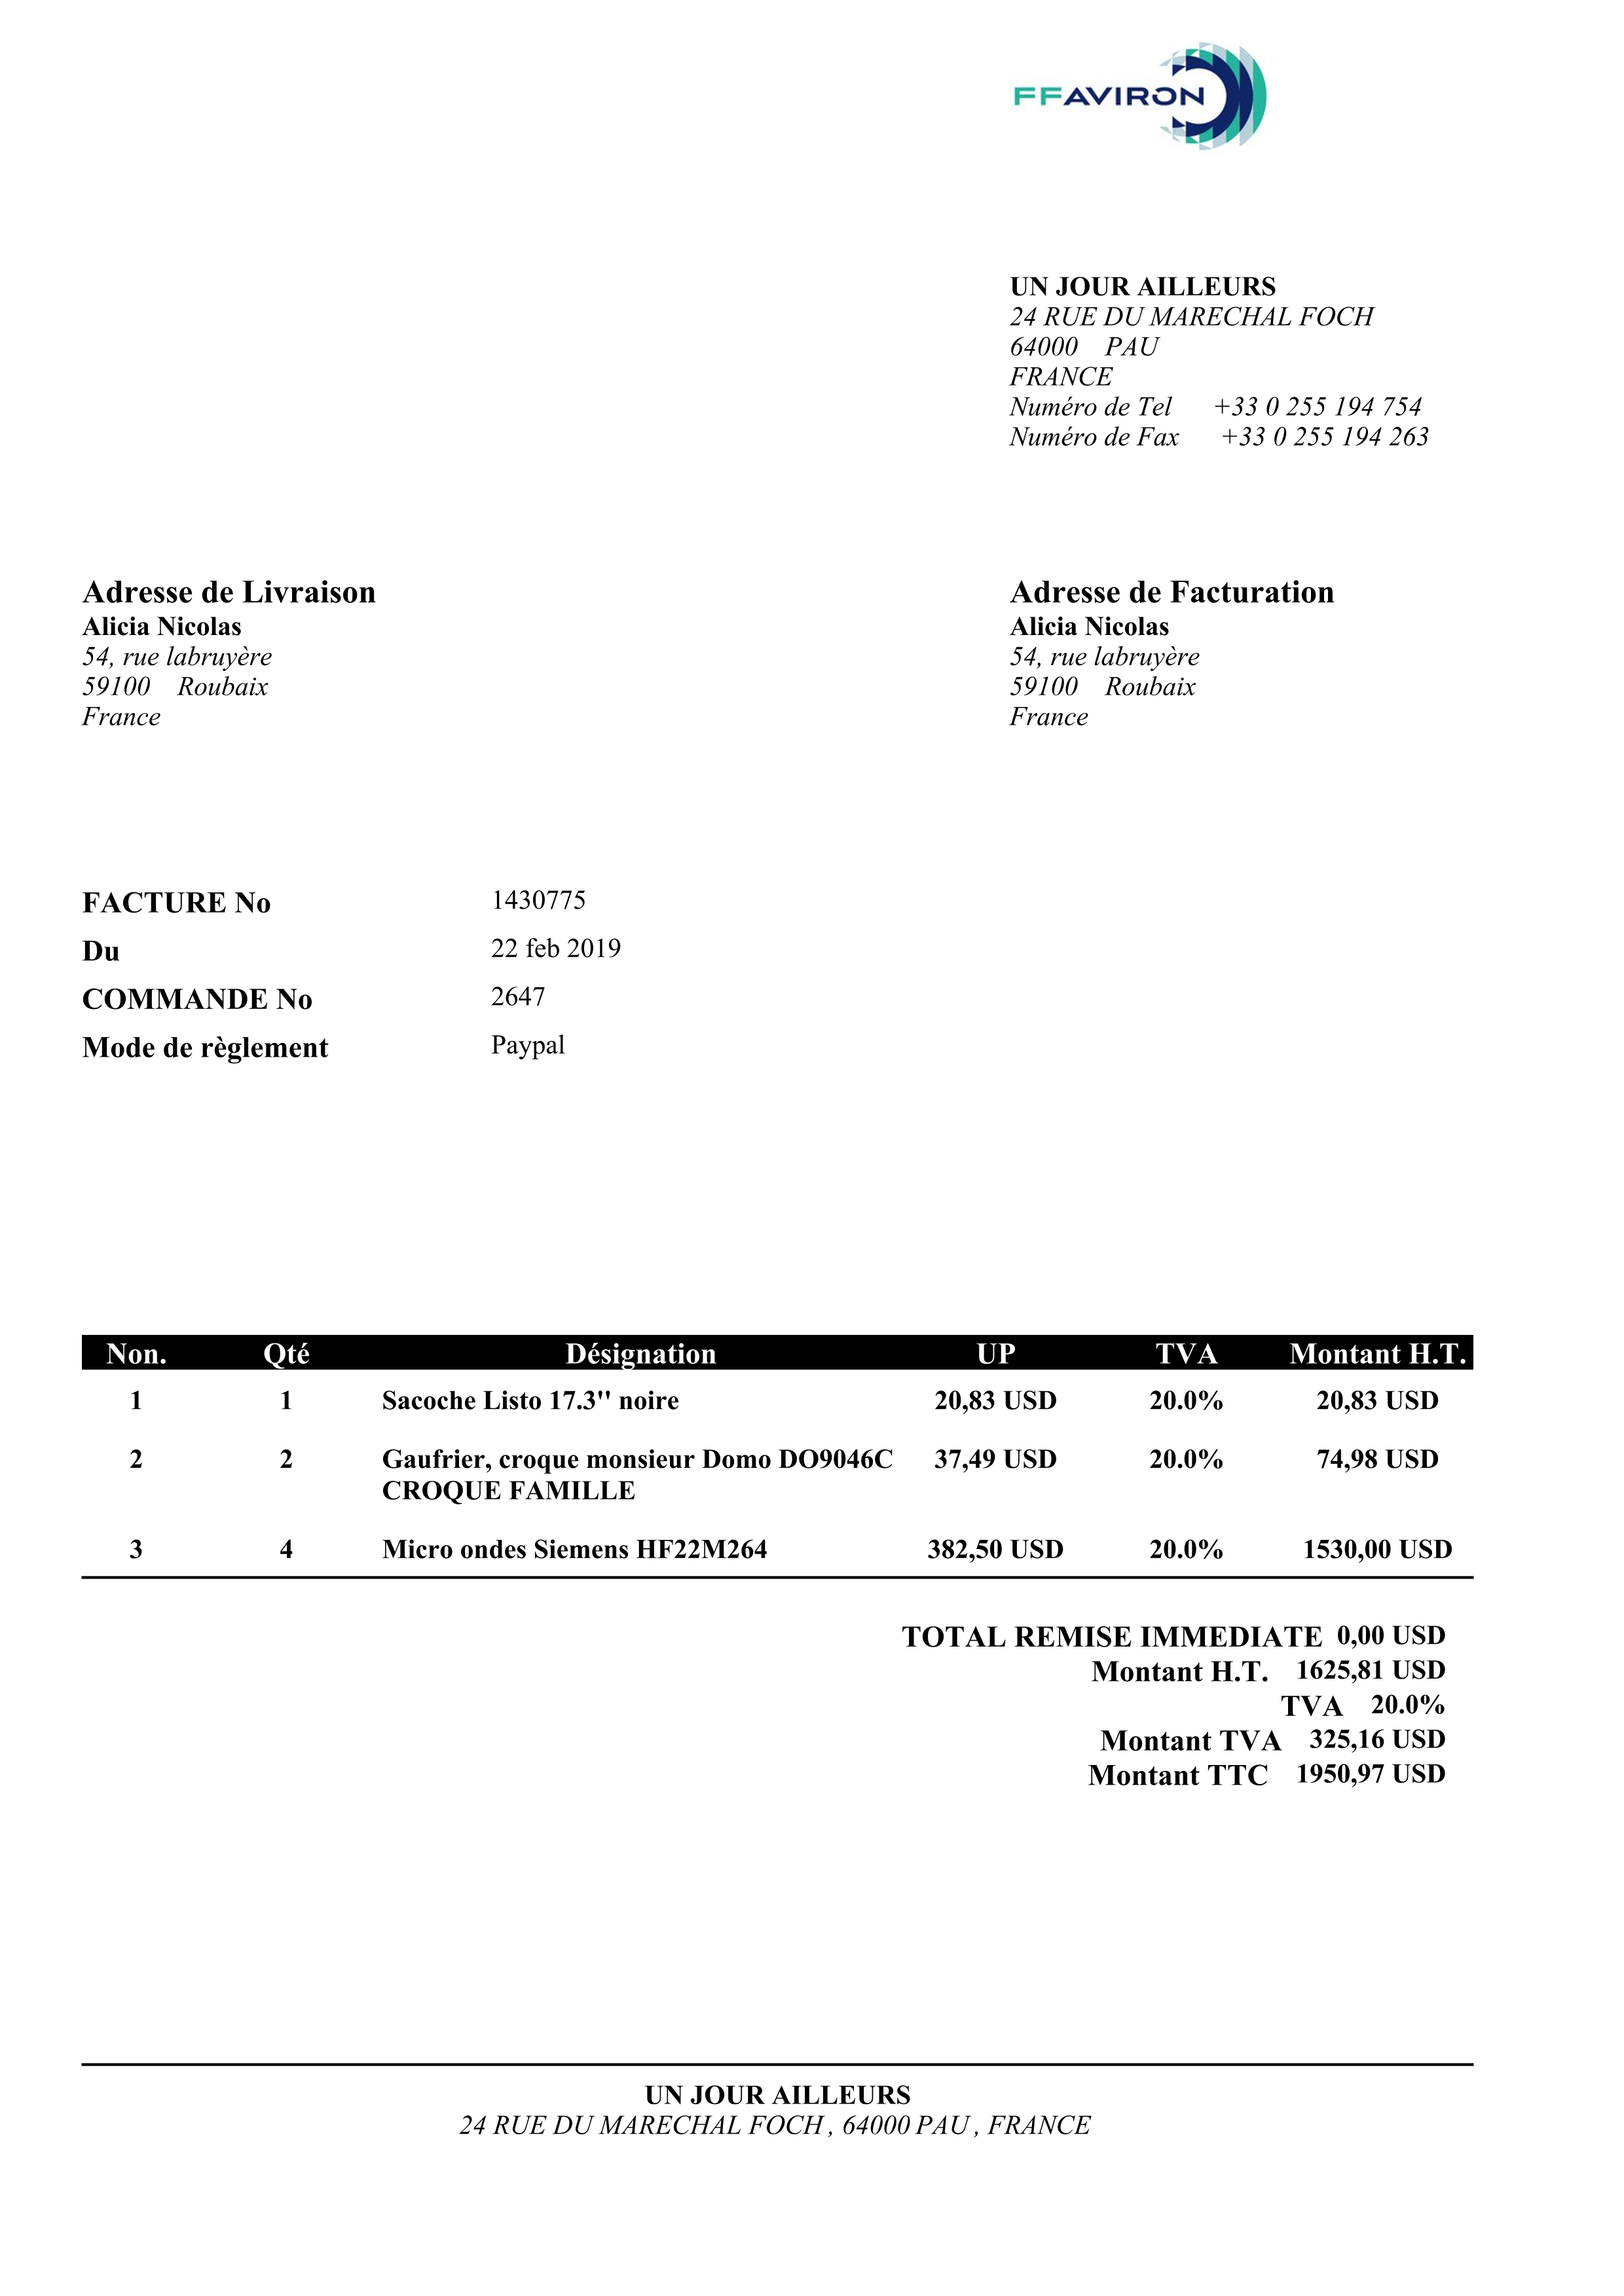 FFAVIRON
UN JOUR AILLEURS
24 RUE DU MARECHAL FOCH
64000 PAU
FRANCE
Numéro de Tel +33 0 255 194 754
Numéro de Fax +33 0 255 194 263
Adresse de Livraison
Alicia Nicolas
54, rue labruyère
59100 Roubaix
France
Adresse de Facturation
Alicia Nicolas
54, rue labruyère
59100 Roubaix
France
FACTURE No 1430775
Du 22 feb 2019
COMMANDE No 2647
Mode de règlement Paypal
Non. Qté Désignation UP TVA Montant H.T.
1 1 Sacoche Listo 17.3'' noire 20,83 USD 20.0% 20,83 USD
2 2 Gaufrier, croque monsieur Domo DO9046C 37,49 USD 20.0% 74,98 USD
CROQUE FAMILLE
3 4 Micro ondes Siemens HF22M264 382,50 USD 20.0% 1530,00 USD
TOTAL REMISE IMMEDIATE 0,00 USD
Montant H.T. 1625,81 USD
TVA 20.0%
Montant TVA 325,16 USD
Montant TTC 1950,97 USD
UN JOUR AILLEURS
24 RUE DU MARECHAL FOCH , 64000 PAU , FRANCE